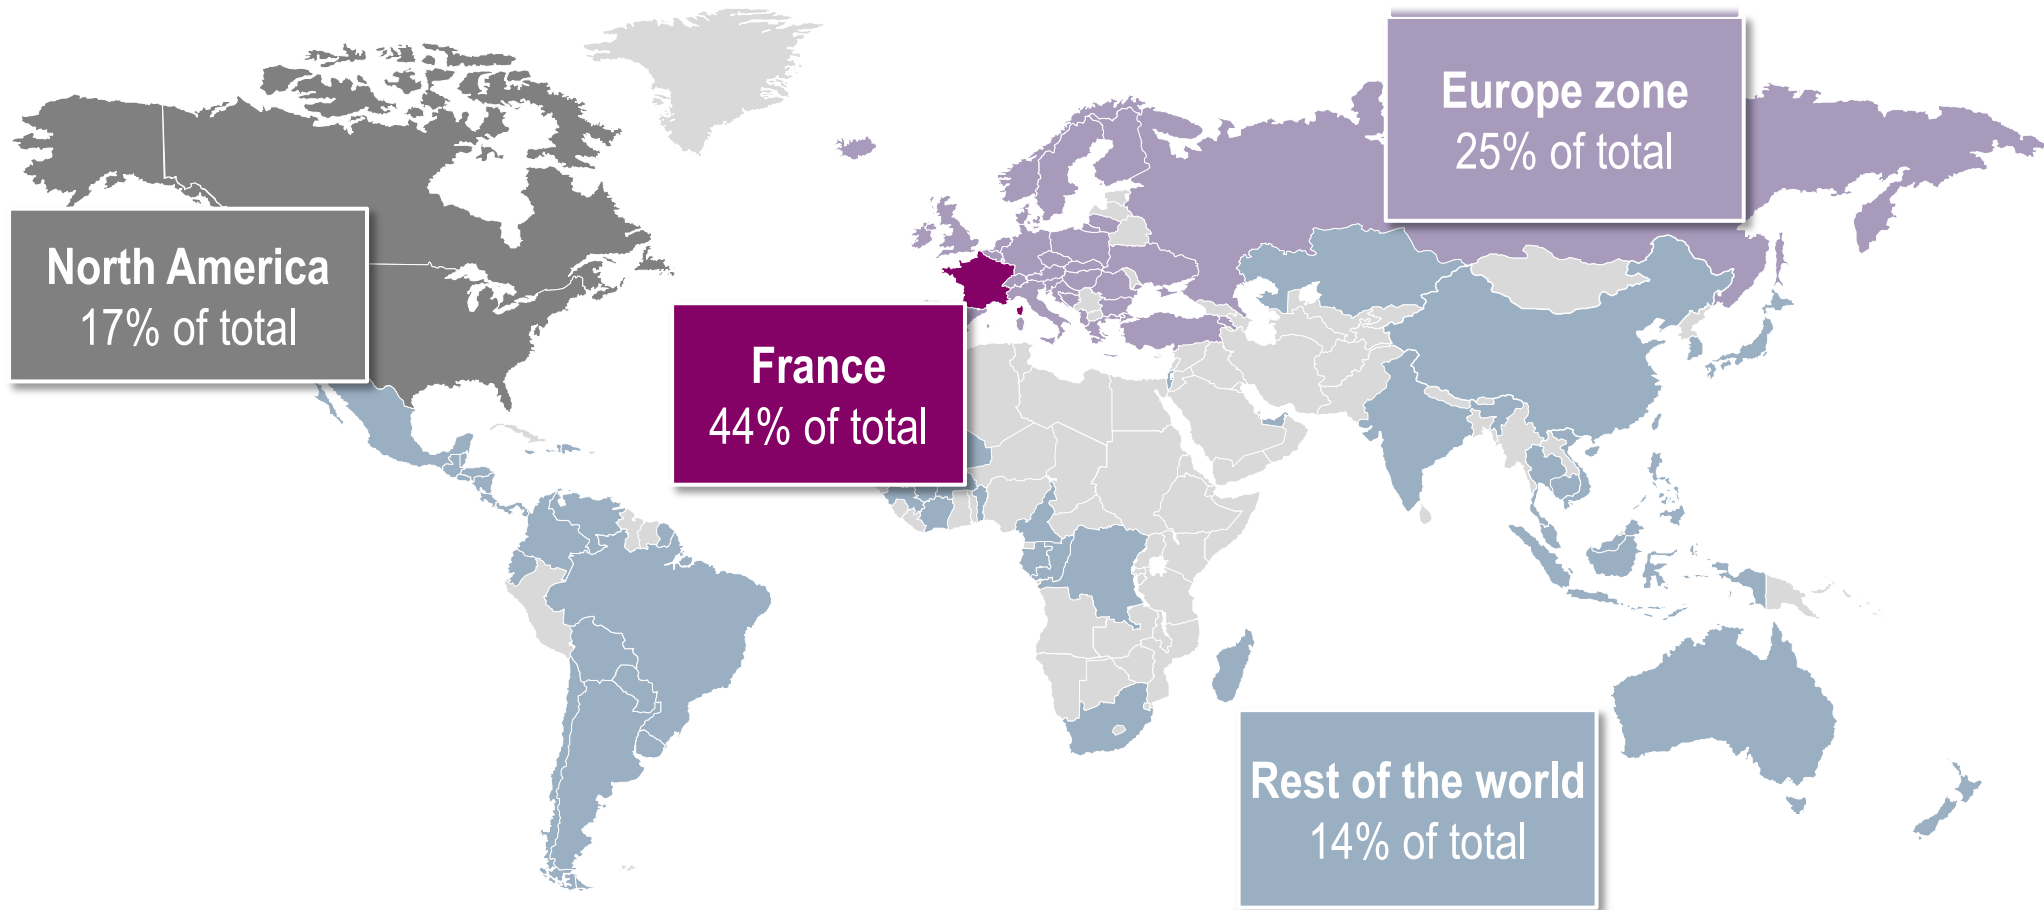 Europe zone
25% of total
North America
17% of total
France
44% of total
Rest of the world
14% of total